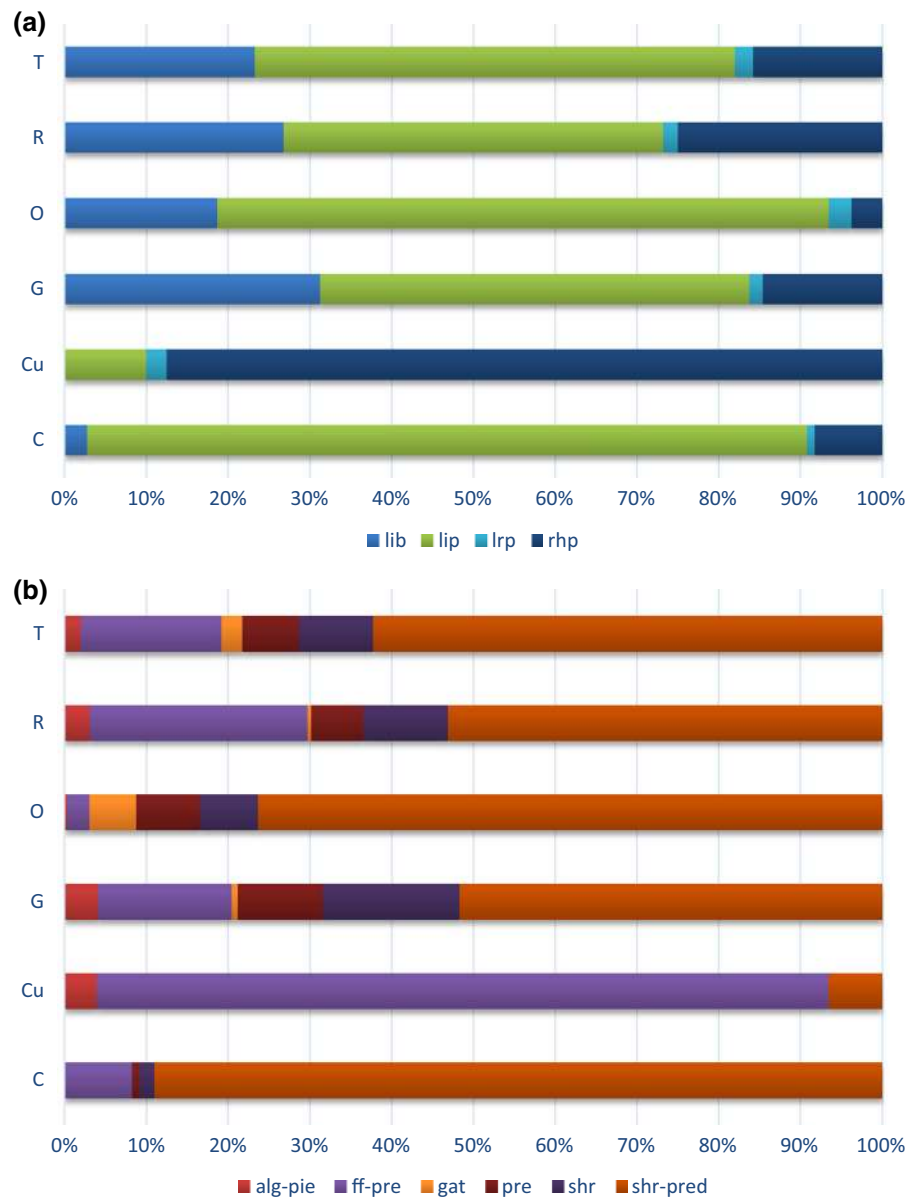 (a)
T
R
O
G
Cu
C
0% 10% 20% 30% 40% 50% 60% 70% 80% 90% 100%
lib lip lrp rhp
(b)
T
R
O
G
Cu
C
0% 10% 20% 30% 40% 50% 60% 70% 80% 90% 100%
alg-pie ff-pre gat pre shr shr-pred